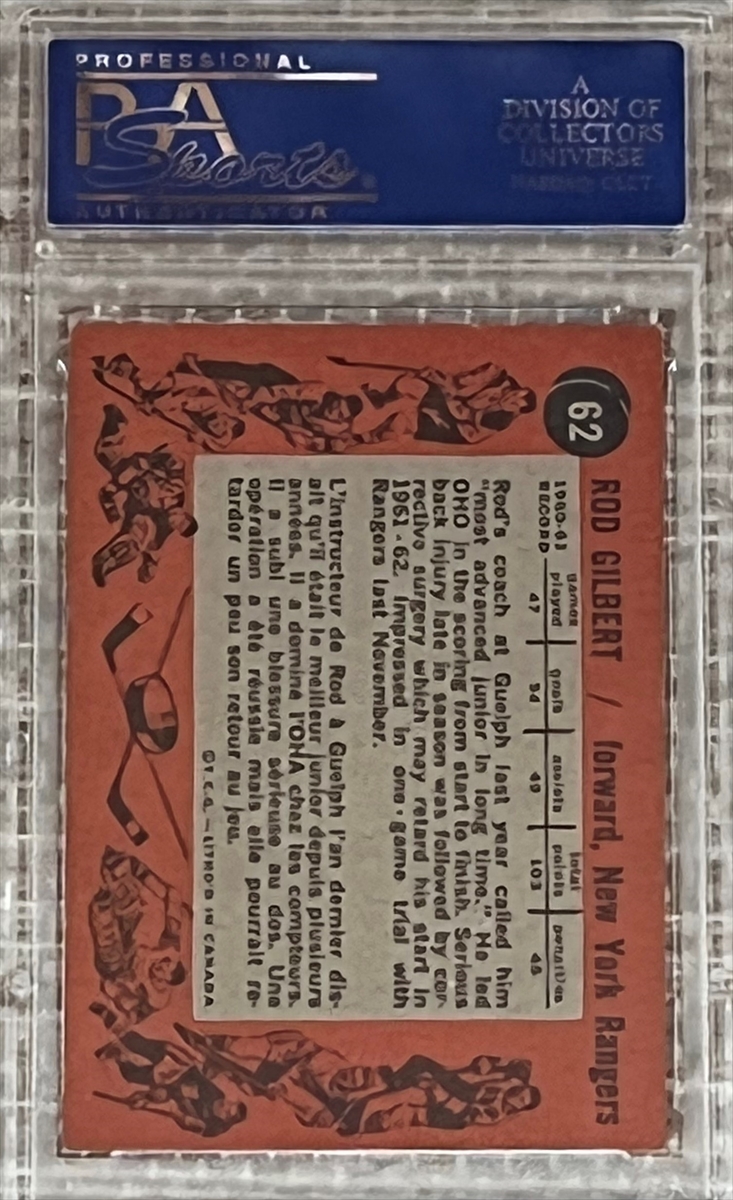 PROFESSIONAL
PSA
Sports
AUTHENTICATOR
A
DIVISION OF
COLLECTORS
UNIVERSE
NASDAQ: CLCT
62
ROD GILBERT / forward, New York Rangers
1960-61 RECORD games played goals assists total points penalties
47 54 49 103 45
Rod's coach at Guelph last year called him
"most advanced junior in long time." He led
OHO in the scoring from start to finish. Serious
back injury late in season was followed by cor-
rective surgery which may retard his start in
1961-62. Impressed in one-game trial with
Rangers last November.
L'instructeur de Rod à Guelph l'an dernier dis-
ait qu'il était le meilleur junior depuis plusieurs
années. Il a dominé l'OHA chez les compteurs.
Il a subi une blessure sérieuse au dos. Une
opération a été réussie mais elle pourrait re-
tarder un peu son retour au jeu.
©T.C.G. — LITHO'D IN CANADA